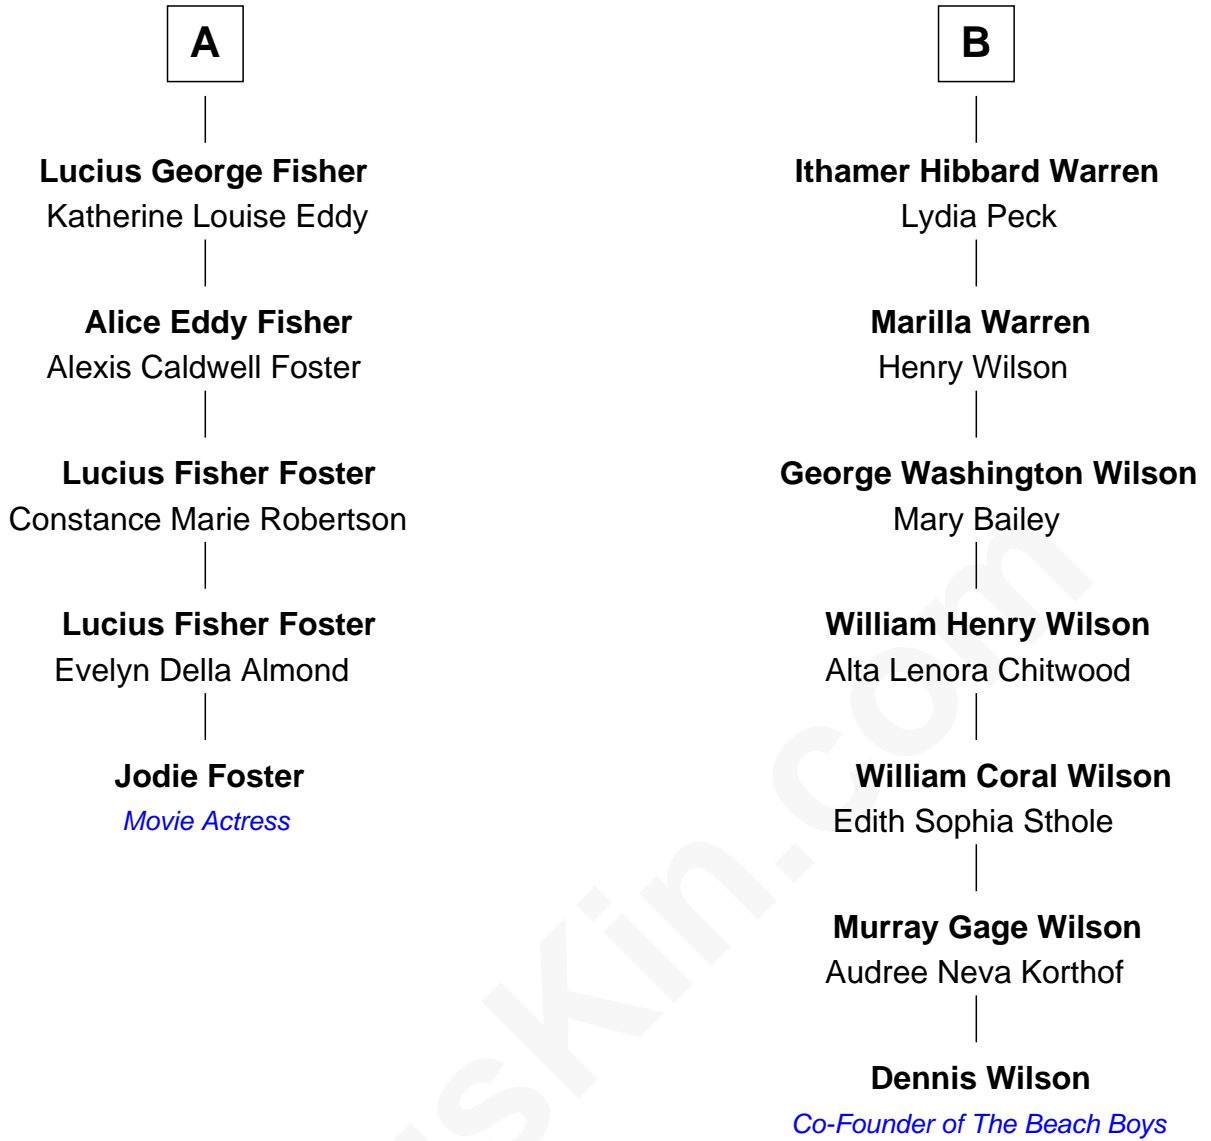 A
Lucius George Fisher
Katherine Louise Eddy
Alice Eddy Fisher
Alexis Caldwell Foster
Lucius Fisher Foster
Constance Marie Robertson
Lucius Fisher Foster
Evelyn Della Almond
Jodie Foster
Movie Actress
B
Ithamer Hibbard Warren
Lydia Peck
Marilla Warren
Henry Wilson
George Washington Wilson
Mary Bailey
William Henry Wilson
Alta Lenora Chitwood
William Coral Wilson
Edith Sophia Sthole
Murray Gage Wilson
Audree Neva Korthof
Dennis Wilson
Co-Founder of The Beach Boys